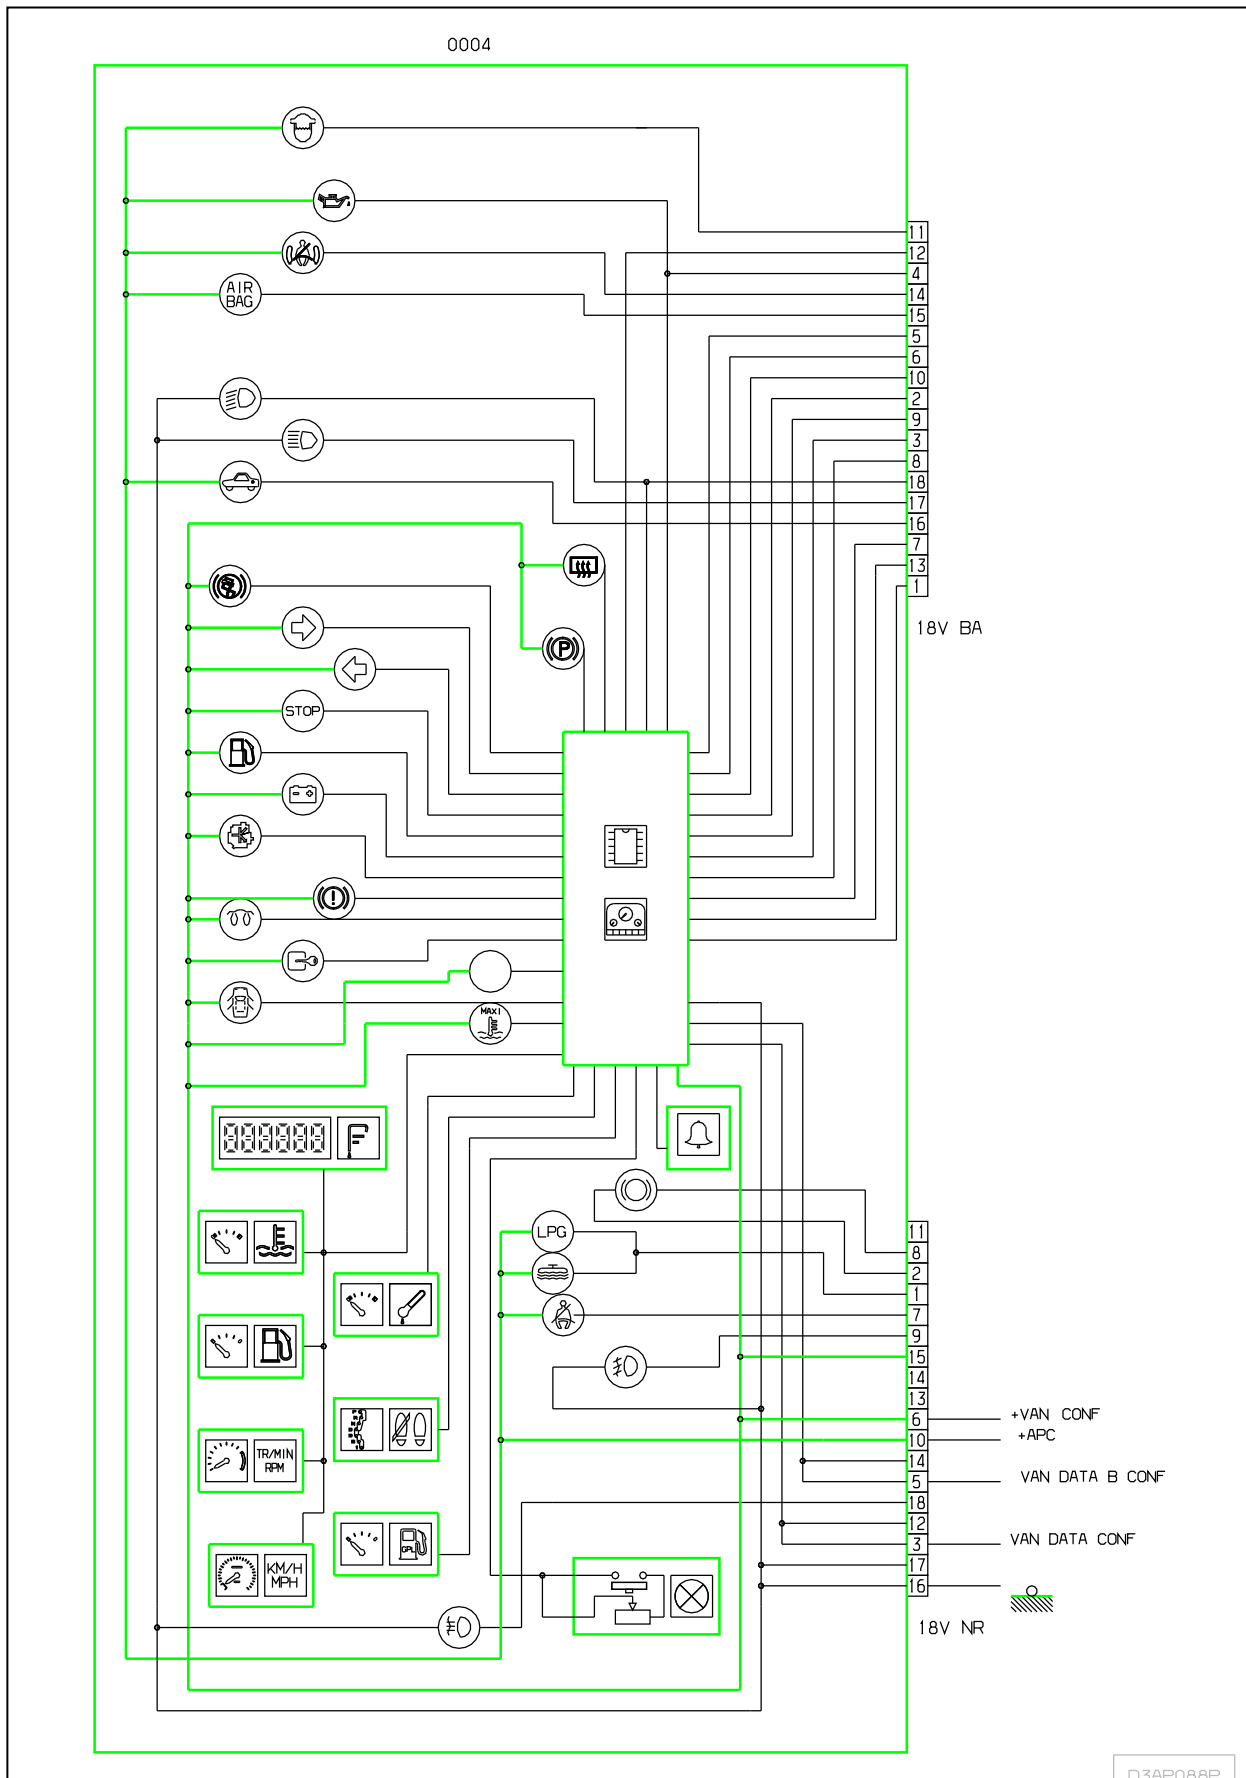 0004
AIR
BAG
11
12
4
14
15
5
6
10
2
9
3
8
18
17
16
7
13
1
18V BA
P
STOP
MAXI
LPG
TR/MIN
RPM
GPL
KM/H
MPH
11
8
2
1
7
9
15
14
13
6
10
14
5
18
12
3
17
16
+VAN CONF
+APC
VAN DATA B CONF
VAN DATA CONF
18V NR
D3AP088P